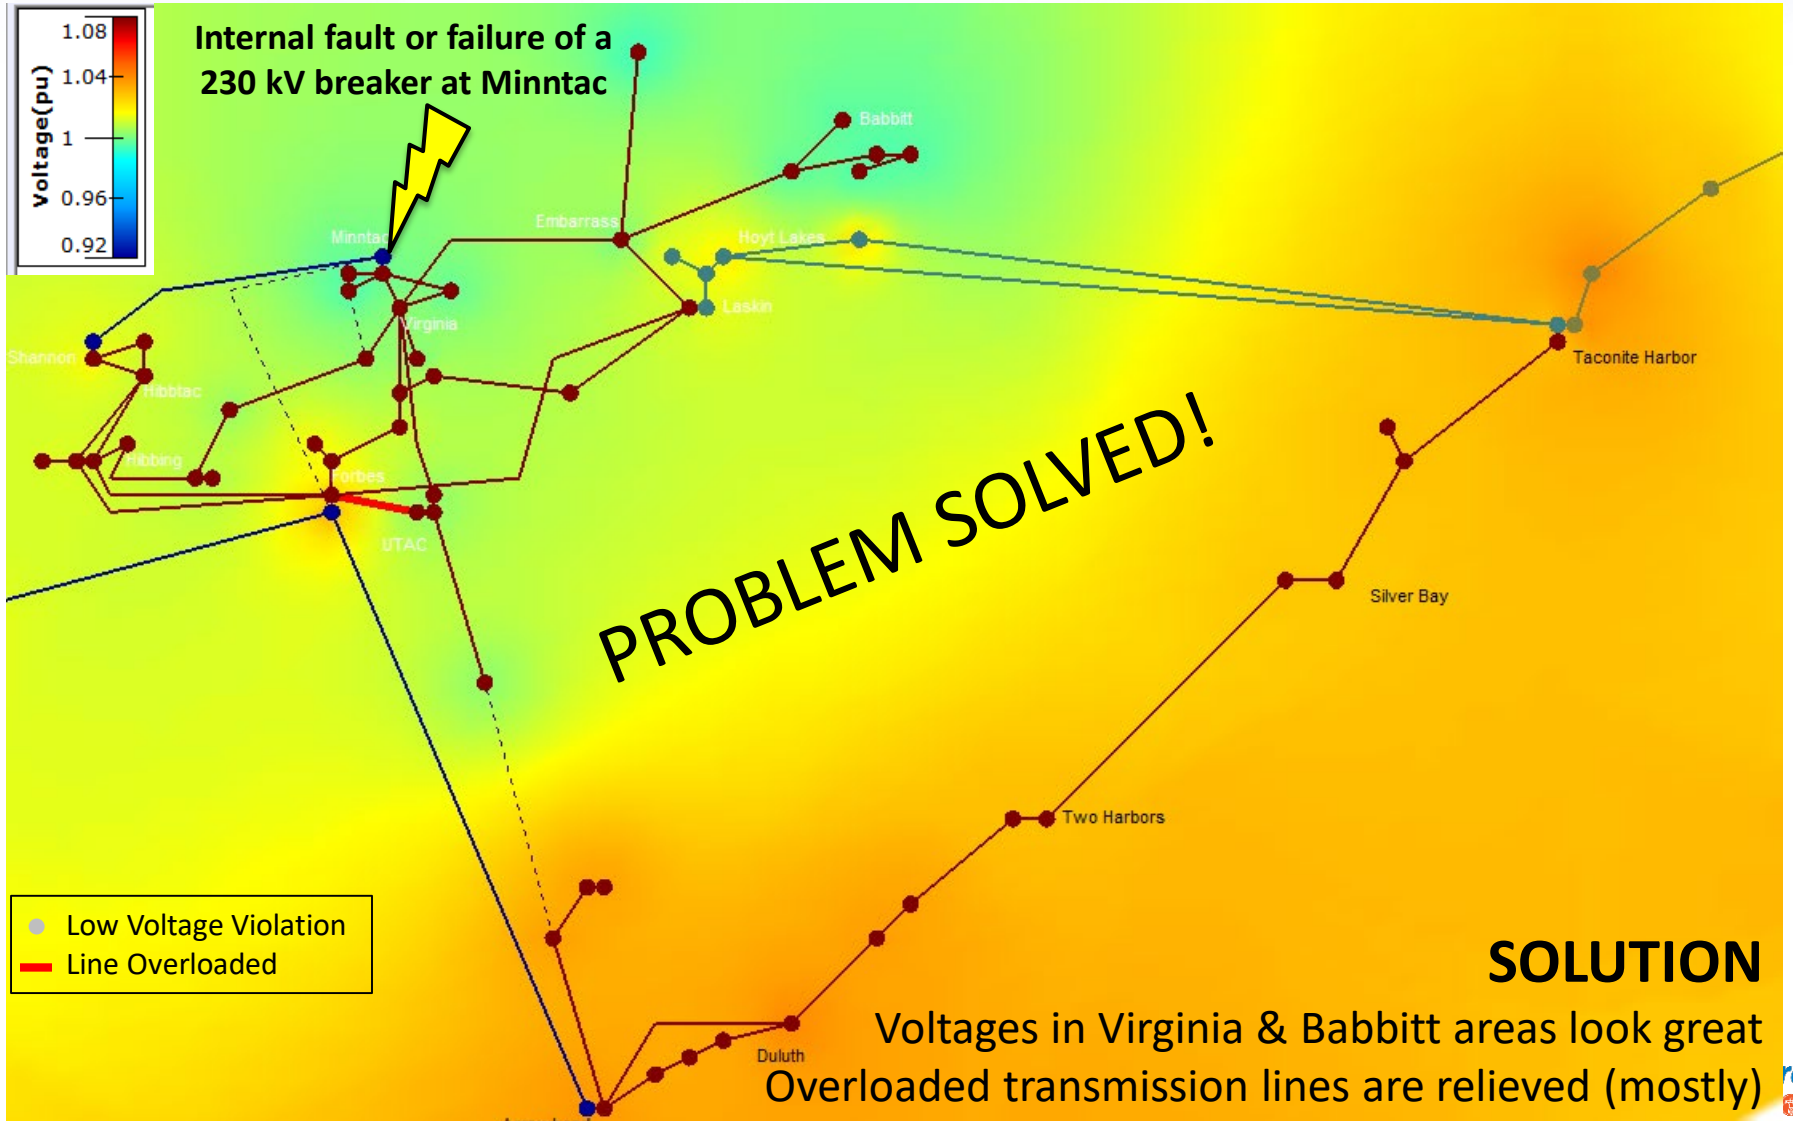 1.08
1.04
1
0.96
0.92
Voltage(pu)
Internal fault or failure of a
230 kV breaker at Minntac
Babbitt
Embarrass
Minntac
Hoyt Lakes
Laskin
Virginia
Shannon
Hibbtac
Taconite Harbor
Hibbing
Forbes
UTAC
PROBLEM SOLVED!
Silver Bay
Two Harbors
Low Voltage Violation
Line Overloaded
SOLUTION
Voltages in Virginia & Babbitt areas look great
Duluth
Overloaded transmission lines are relieved (mostly)